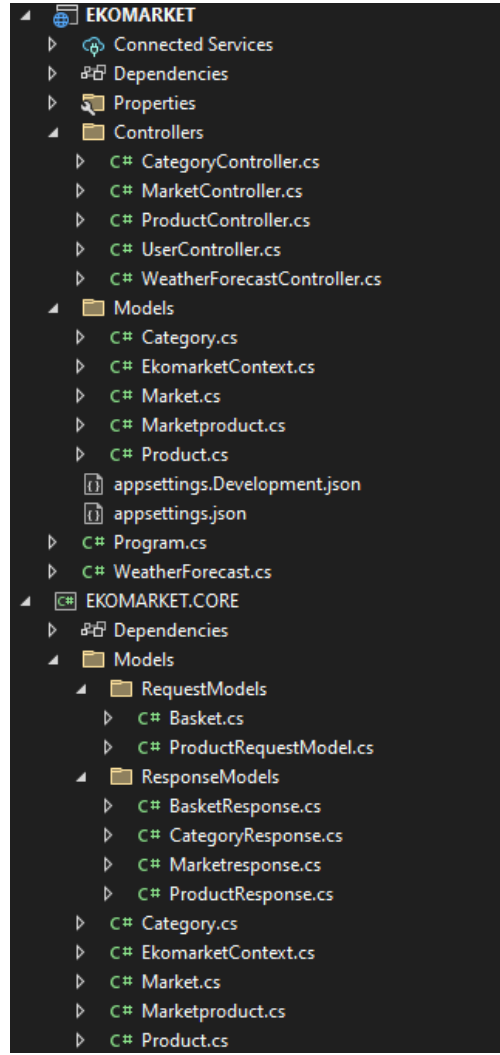 EKOMARKET
Connected Services
Dependencies
Properties
Controllers
C# CategoryController.cs
C# MarketController.cs
C# ProductController.cs
C# UserController.cs
C# WeatherForecastController.cs
Models
C# Category.cs
C# EkomarketContext.cs
C# Market.cs
C# Marketproduct.cs
C# Product.cs
appsettings.Development.json
appsettings.json
C# Program.cs
C# WeatherForecast.cs
C# EKOMARKET.CORE
Dependencies
Models
RequestModels
C# Basket.cs
C# ProductRequestModel.cs
ResponseModels
C# BasketResponse.cs
C# CategoryResponse.cs
C# Marketresponse.cs
C# ProductResponse.cs
C# Category.cs
C# EkomarketContext.cs
C# Market.cs
C# Marketproduct.cs
C# Product.cs